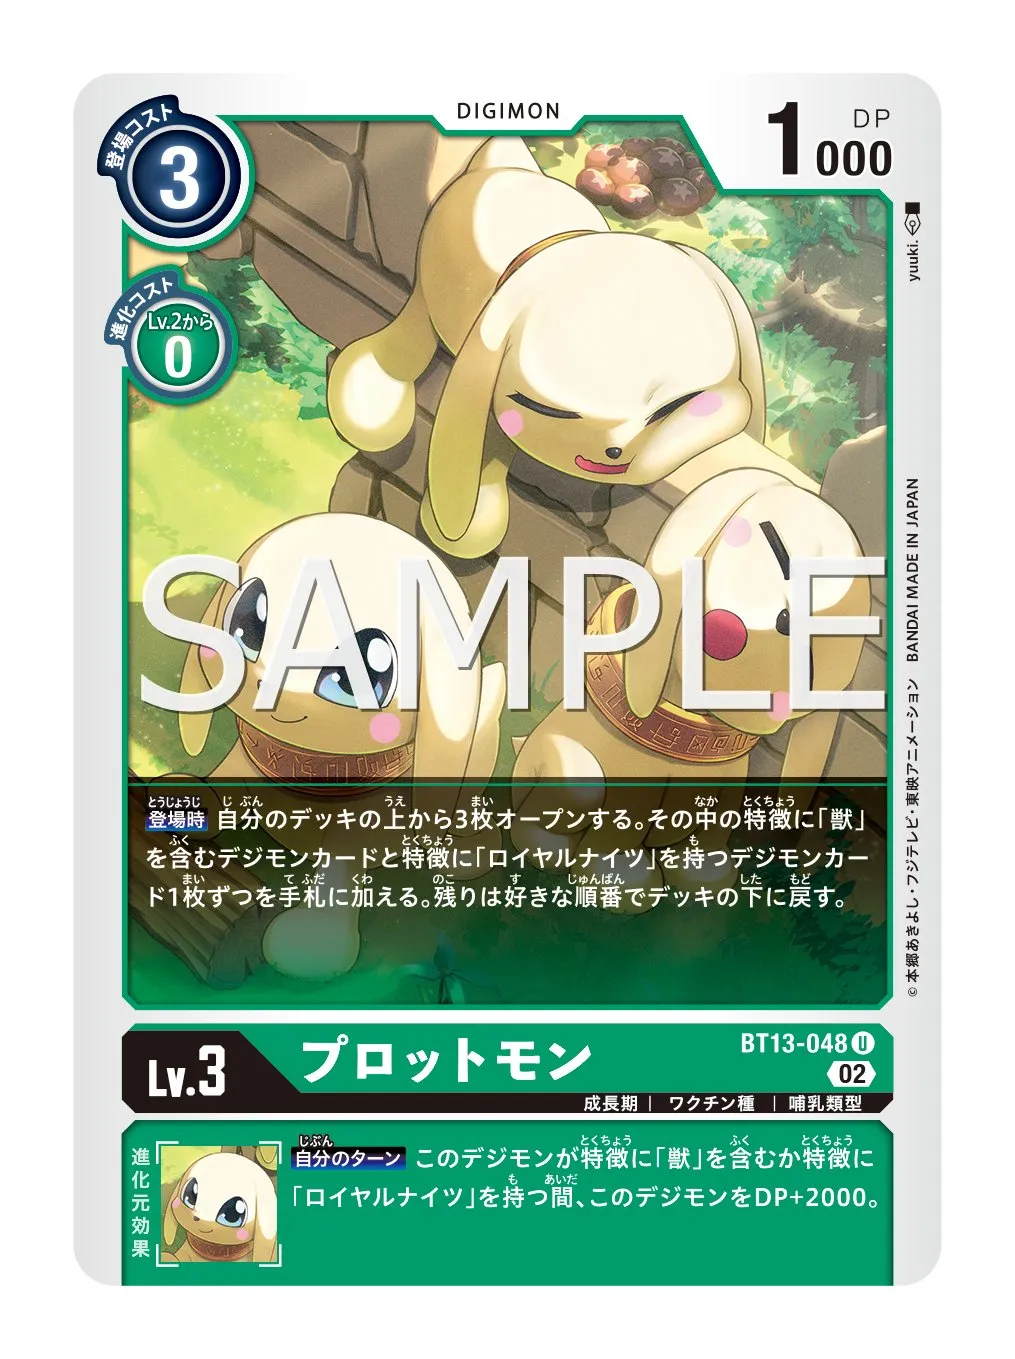 DIGIMON
登場コスト
3
1000
DP
進化コスト
Lv.2から
0
yuuki.
BANDAI MADE IN JAPAN
©本郷あきよし・フジテレビ・東映アニメーション
SAMPLE
登場時 自分のデッキの上から3枚オープンする。その中の特徴に「獣」
を含むデジモンカードと特徴に「ロイヤルナイツ」を持つデジモンカー
ド1枚ずつを手札に加える。残りは好きな順番でデッキの下に戻す。
Lv.3
プロットモン
BT13-048 U
02
成長期 | ワクチン種 | 哺乳類型
進化元効果
自分のターン このデジモンが特徴に「獣」を含むか特徴に
「ロイヤルナイツ」を持つ間、このデジモンをDP+2000。